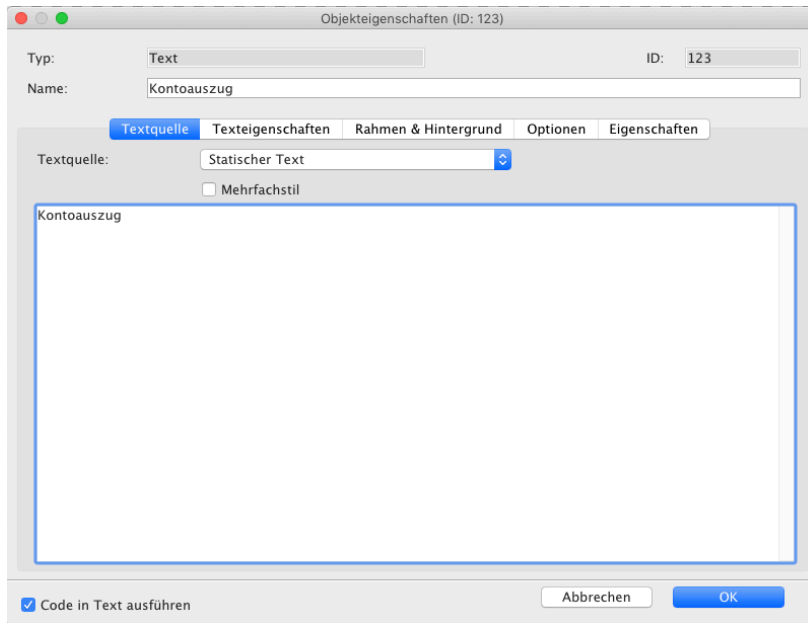 Objekteigenschaften (ID: 123)
Typ: Text ID: 123
Name: Kontoauszug
Textquelle Texteigenschaften Rahmen & Hintergrund Optionen Eigenschaften
Textquelle: Statischer Text
Mehrfachstil
Kontoauszug
Abbrechen OK
Code in Text ausführen